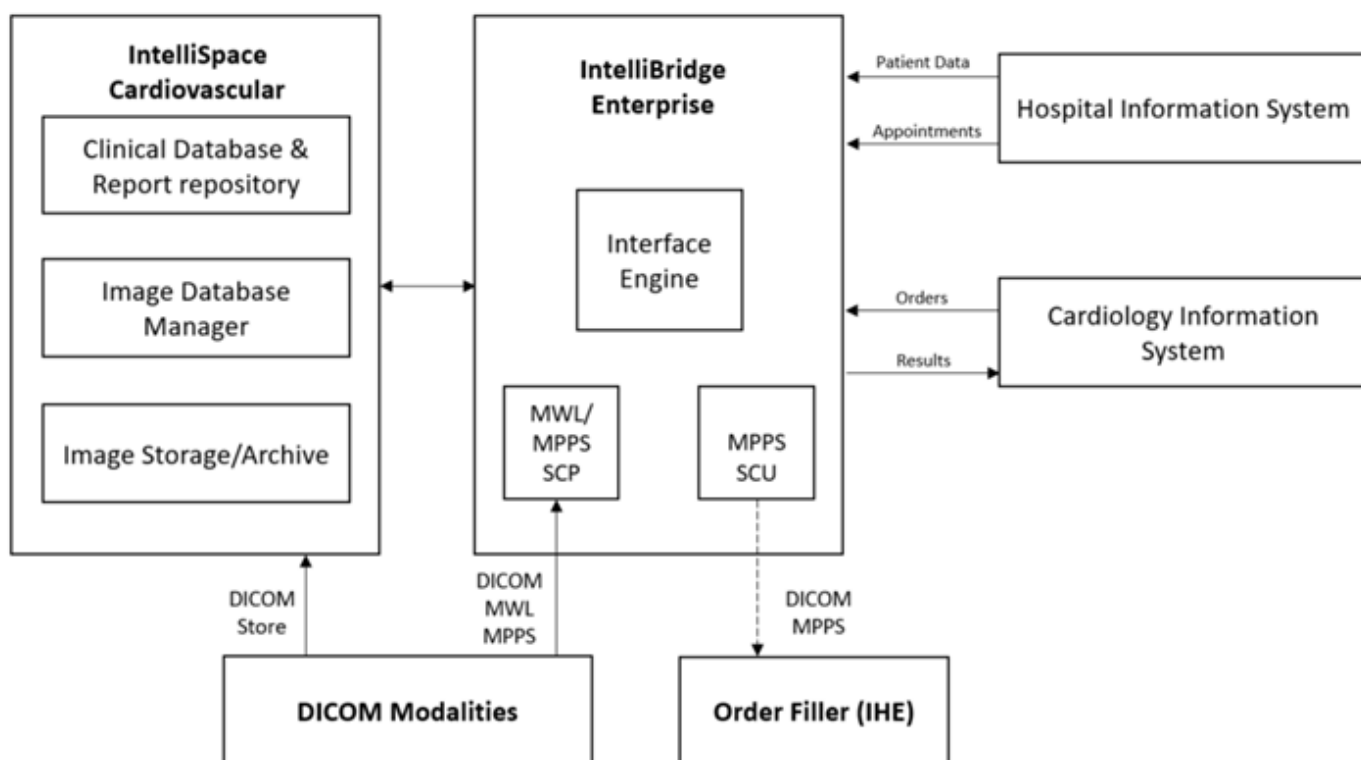 IntelliSpace
Cardiovascular
Clinical Database &
Report repository
Image Database
Manager
Image Storage/Archive
IntelliBridge
Enterprise
Interface
Engine
MWL/
MPPS
SCP
MPPS
SCU
Patient Data
Appointments
Hospital Information System
Orders
Results
Cardiology Information
System
DICOM
Store
DICOM
MWL
MPPS
DICOM
MPPS
DICOM Modalities
Order Filler (IHE)